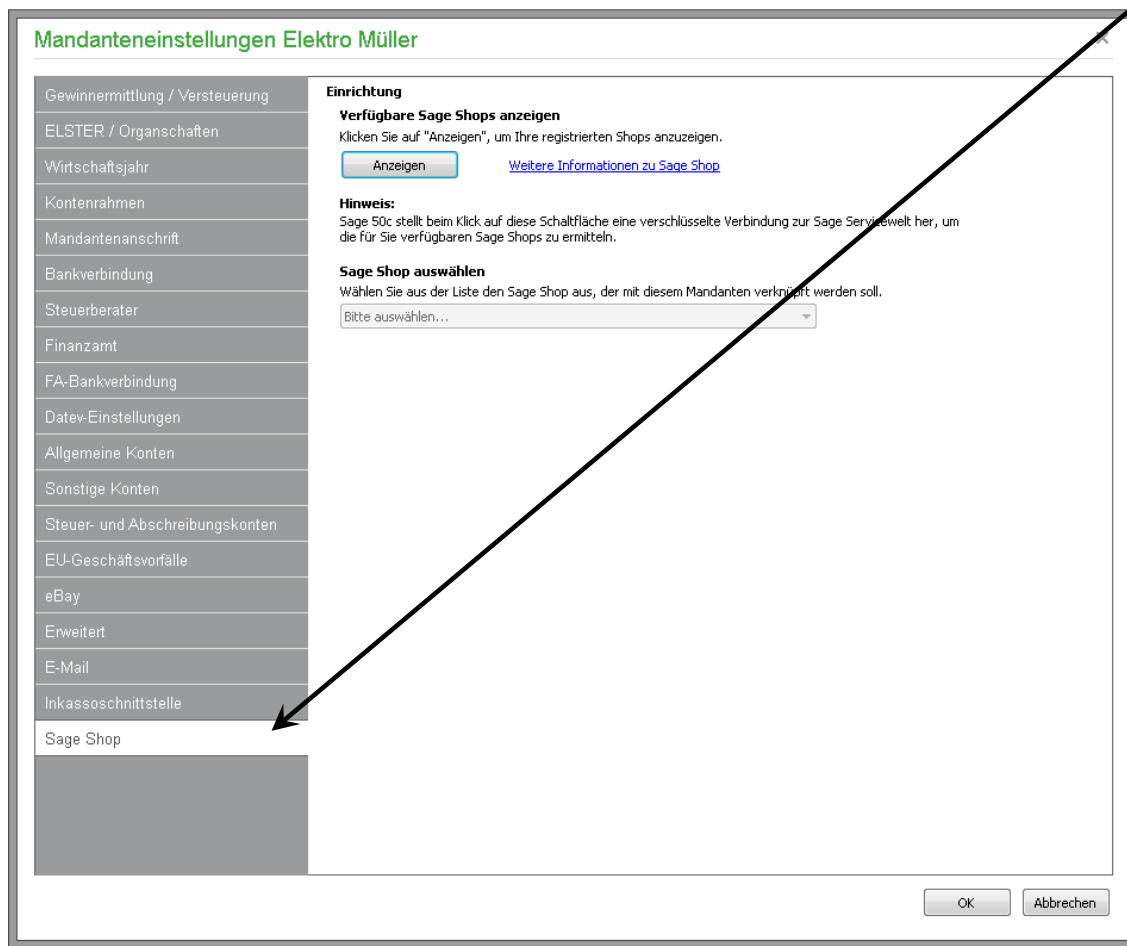 Mandanteneinstellungen Elektro Müller
Gewinnermittlung / Versteuerung
ELSTER / Organschaften
Wirtschaftsjahr
Kontenrahmen
Mandantenanschrift
Bankverbindung
Steuerberater
Finanzamt
FA-Bankverbindung
Datev-Einstellungen
Allgemeine Konten
Sonstige Konten
Steuer- und Abschreibungskonten
EU-Geschäftsvorfälle
eBay
Erweitert
E-Mail
Inkassoschnittstelle
Sage Shop
Einrichtung
Verfügbare Sage Shops anzeigen
Klicken Sie auf "Anzeigen", um Ihre registrierten Shops anzuzeigen.
Anzeigen
Weitere Informationen zu Sage Shop
Hinweis:
Sage 50c stellt beim Klick auf diese Schaltfläche eine verschlüsselte Verbindung zur Sage Servicewelt her, um
die für Sie verfügbaren Sage Shops zu ermitteln.
Sage Shop auswählen
Wählen Sie aus der Liste den Sage Shop aus, der mit diesem Mandanten verknüpft werden soll.
Bitte auswählen...
OK
Abbrechen